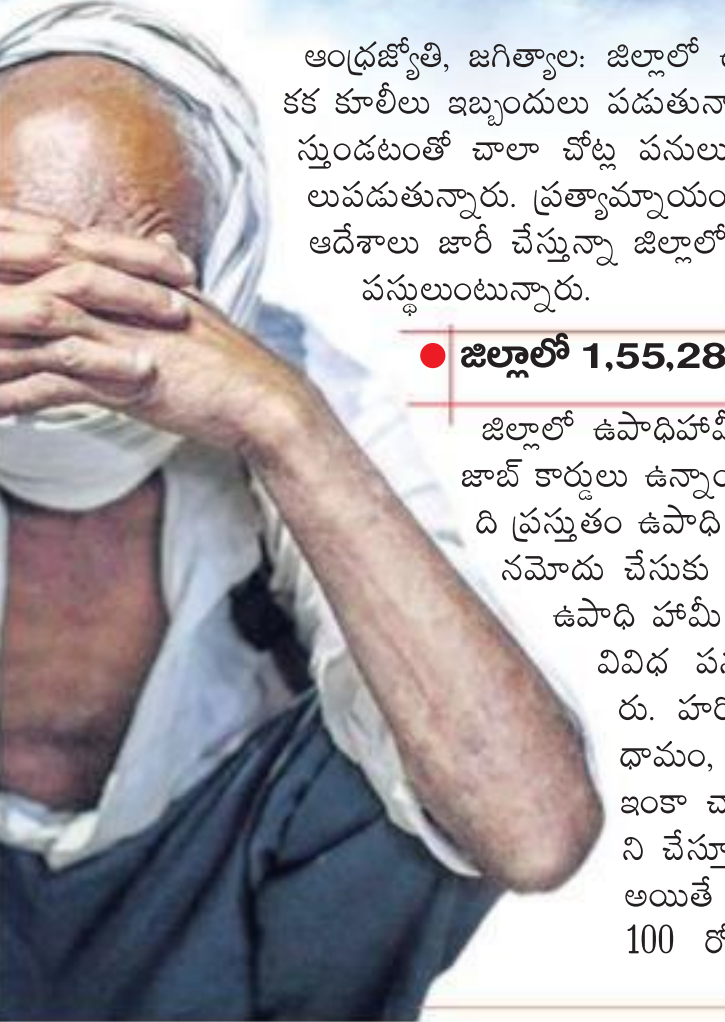 ఆంధ్రజ్యోతి, జగిత్యాల: జిల్లాలో
కక కూలీలు ఇబ్బందులు పడుతున్నా
స్తుండటంతో చాలా చోట్ల పనులు
లుపడుతున్నారు. ప్రత్యామ్నాయం
ఆదేశాలు జారీ చేస్తున్నా జిల్లాలో
పస్థులుంటున్నారు.
● జిల్లాలో 1,55,28
జిల్లాలో ఉపాధిహామీ
జాబ్ కార్డులు ఉన్నాం
ది ప్రస్తుతం ఉపాధి
నమోదు చేసుకు
ఉపాధి హామీ
వివిధ
రు. హరి
ధామం,
ఇంకా చా
ని చేస్తూ
అయితే
100 రో